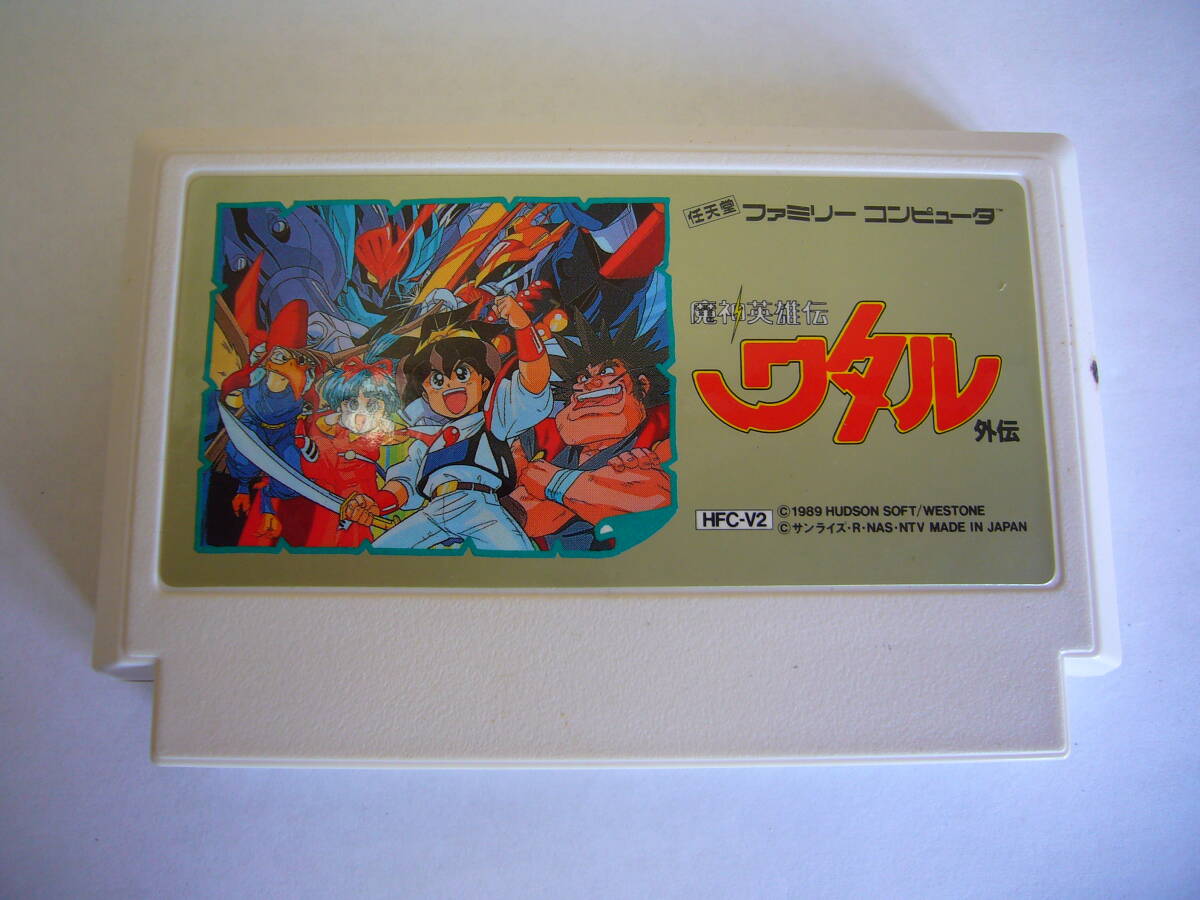 任天堂 ファミリー コンピュータ™
魔神英雄伝
ワタル
外伝
HFC-V2
©1989 HUDSON SOFT/WESTONE
©サンライズ・R・NAS・NTV MADE IN JAPAN